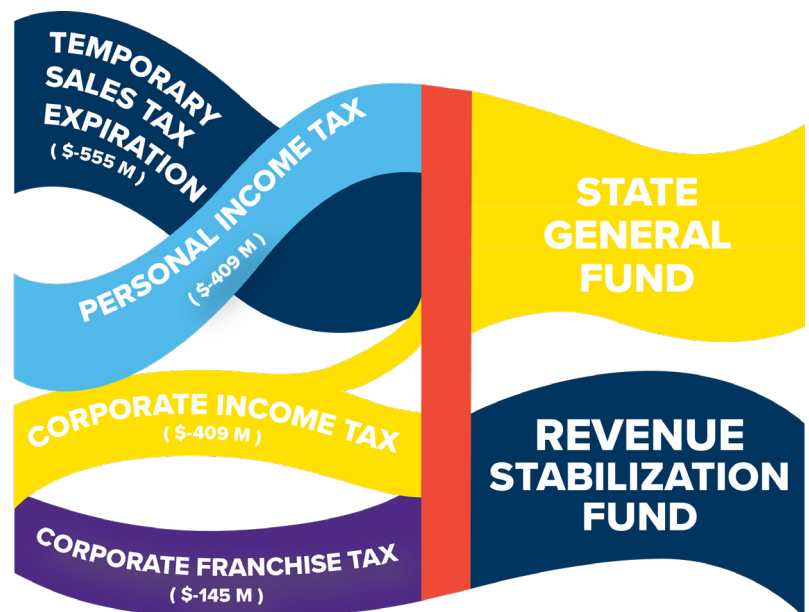 TEMPORARY
SALES TAX
EXPIRATION
( $-555 M )
PERSONAL INCOME TAX
( $-409 M )
CORPORATE INCOME TAX
( $-409 M )
CORPORATE FRANCHISE TAX
( $-145 M )
STATE
GENERAL
FUND
REVENUE
STABILIZATION
FUND